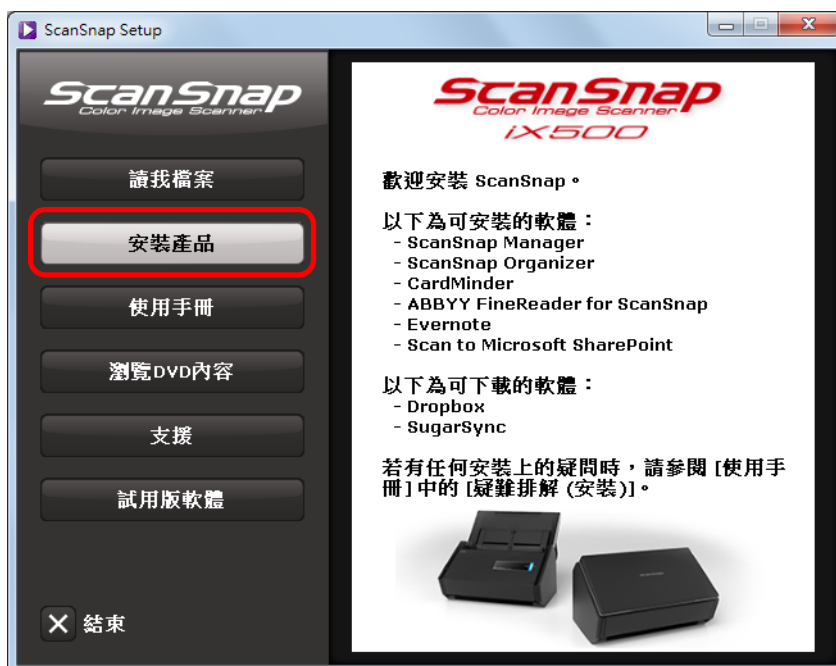 ScanSnap Setup
ScanSnap
Color Image Scanner
讀我檔案
安裝產品
使用手冊
瀏覽DVD內容
支援
試用版軟體
結束
ScanSnap
Color Image Scanner
iX500
歡迎安裝 ScanSnap。
以下為可安裝的軟體：
- ScanSnap Manager
- ScanSnap Organizer
- CardMinder
- ABBYY FineReader for ScanSnap
- Evernote
- Scan to Microsoft SharePoint
以下為可下載的軟體：
- Dropbox
- SugarSync
若有任何安裝上的疑問時，請參閱 [使用手
冊] 中的 [疑難排解 (安裝)]。